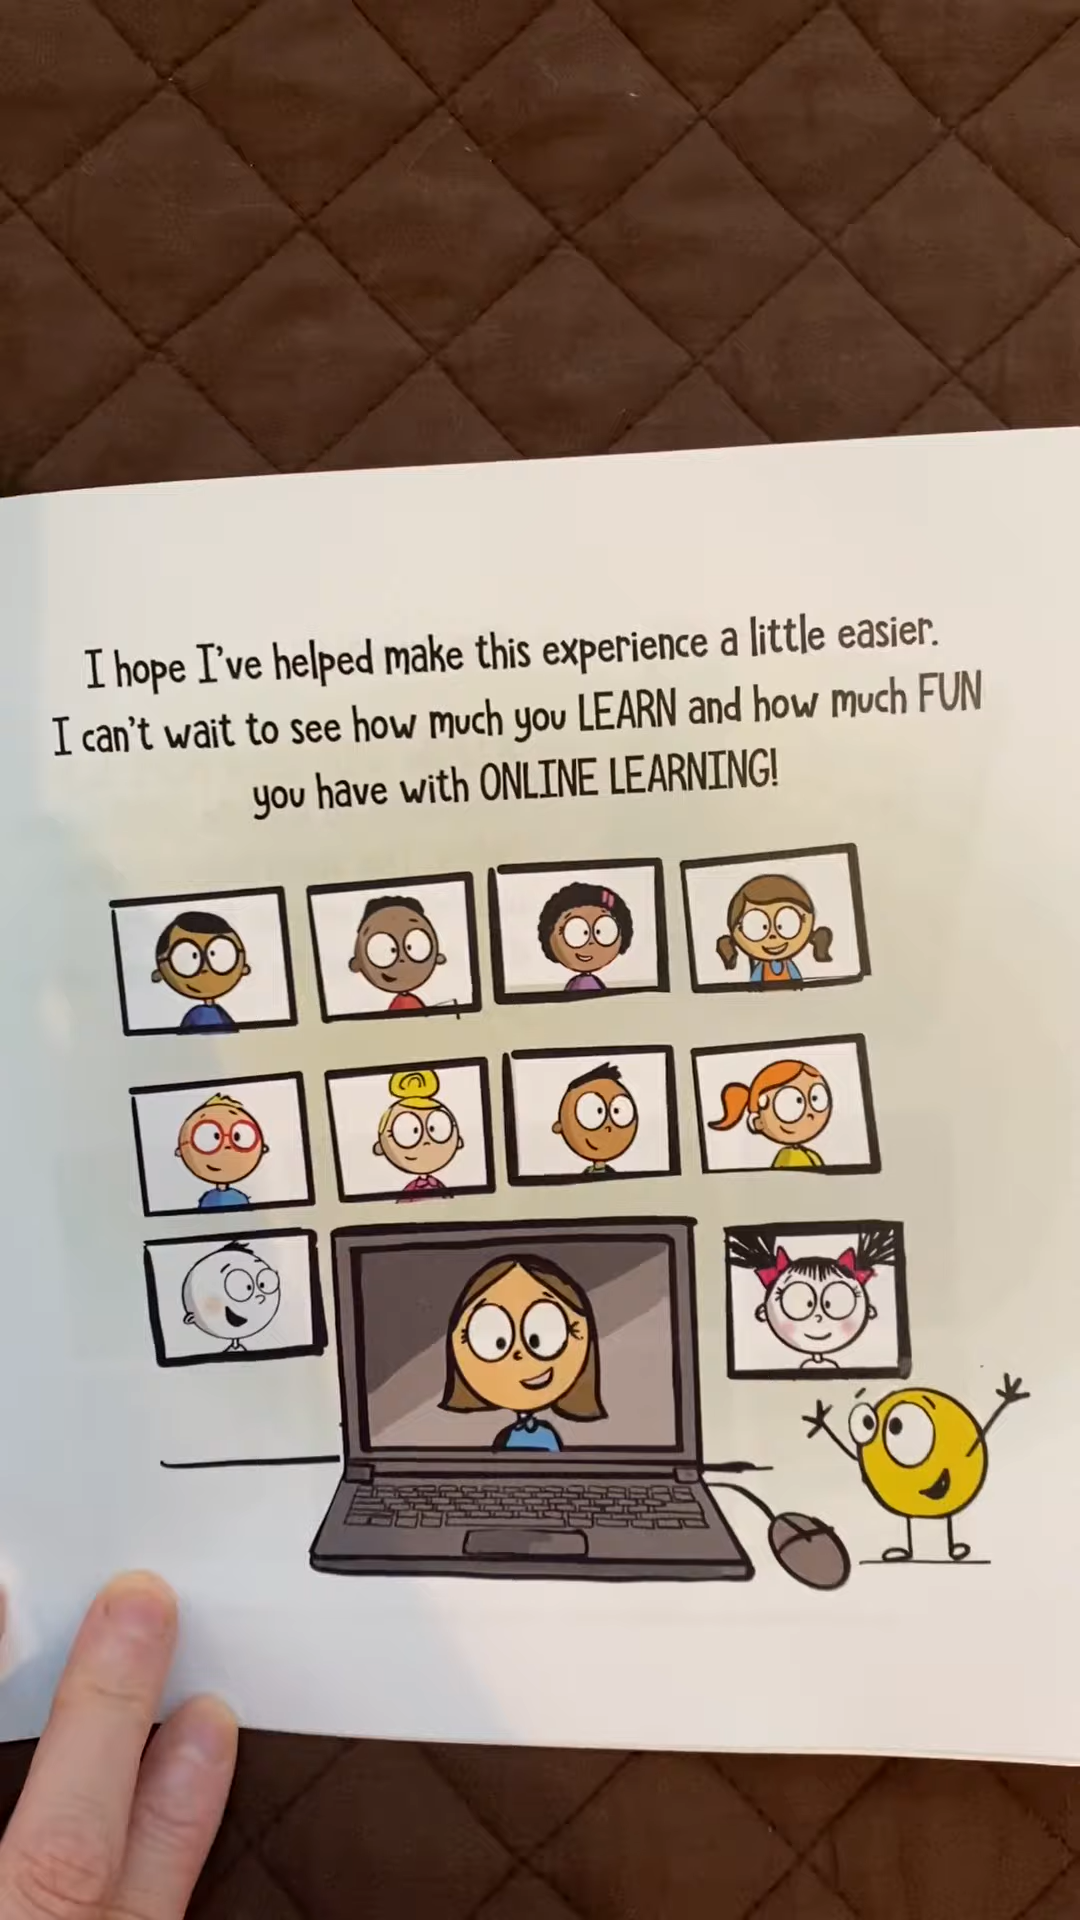 I hope I've helped make this experience a little easier.
I can't wait to see how much you LEARN and how much FUN
you have with ONLINE LEARNING!